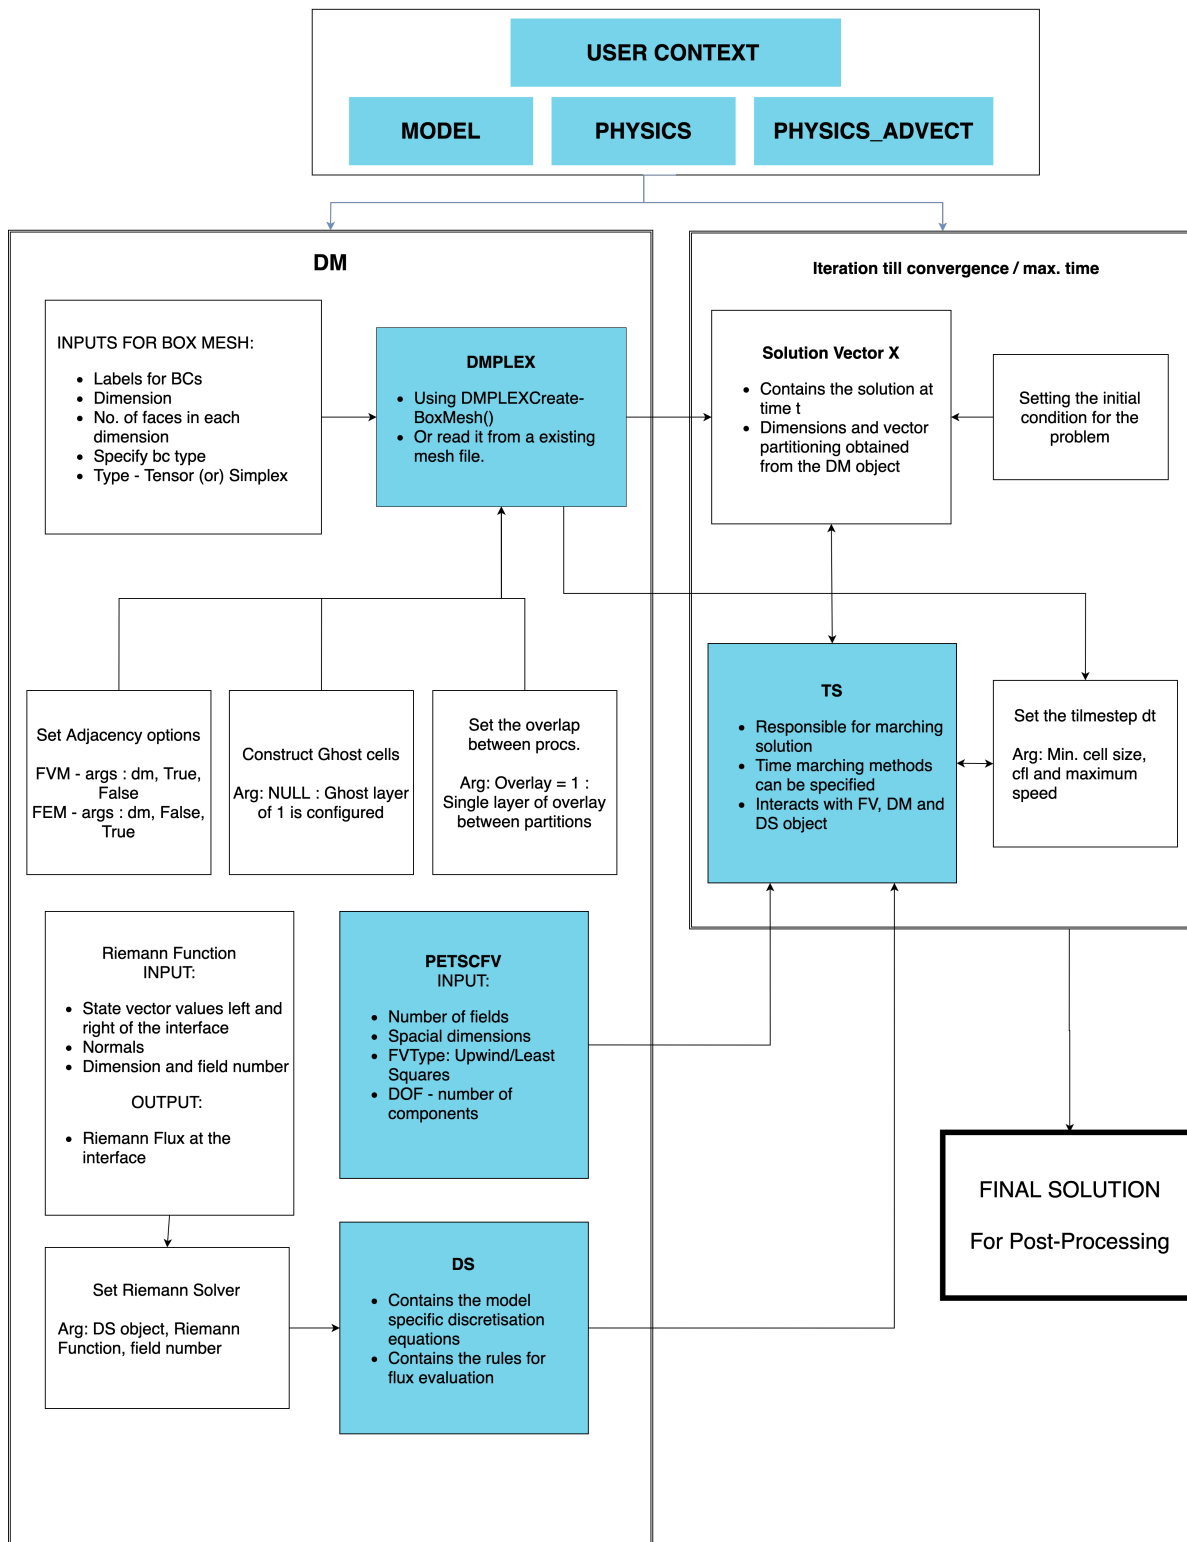 USER CONTEXT
MODEL
PHYSICS
PHYSICS_ADVECT
DM
INPUTS FOR BOX MESH:
• Labels for BCs
• Dimension
• No. of faces in each
dimension
• Specify bc type
• Type - Tensor (or) Simplex
DMPLEX
• Using DMPLEXCreate-
BoxMesh()
• Or read it from a existing
mesh file.
Iteration till convergence / max. time
Solution Vector X
• Contains the solution at
time t
• Dimensions and vector
partitioning obtained
from the DM object
Setting the initial
condition for the
problem
Set Adjacency options
FVM - args : dm, True,
False
FEM - args : dm, False,
True
Construct Ghost cells
Arg: NULL : Ghost layer
of 1 is configured
Set the overlap
between procs.
Arg: Overlay = 1 :
Single layer of overlay
between partitions
TS
• Responsible for marching
solution
• Time marching methods
can be specified
• Interacts with FV, DM and
DS object
Set the tilmestep dt
Arg: Min. cell size,
cfl and maximum
speed
Riemann Function
INPUT:
• State vector values left and
right of the interface
• Normals
• Dimension and field number
OUTPUT:
• Riemann Flux at the
interface
PETSCFV
INPUT:
• Number of fields
• Spacial dimensions
• FVType: Upwind/Least
Squares
• DOF - number of
components
Set Riemann Solver
Arg: DS object, Riemann
Function, field number
DS
• Contains the model
specific discretisation
equations
• Contains the rules for
flux evaluation
FINAL SOLUTION
For Post-Processing